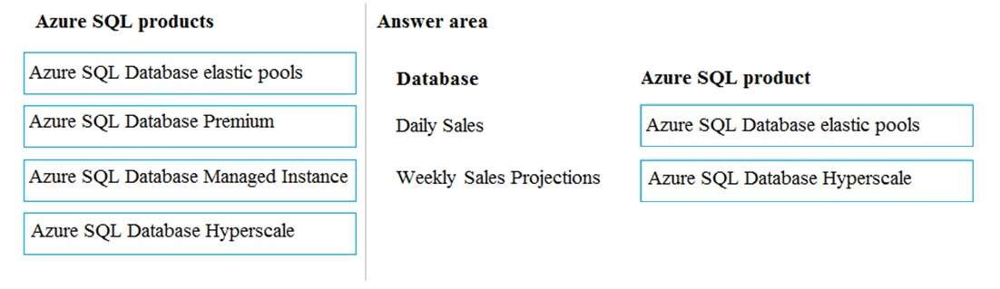 Azure SQL products
Azure SQL Database elastic pools
Azure SQL Database Premium
Azure SQL Database Managed Instance
Azure SQL Database Hyperscale
Answer area
Database
Azure SQL product
Daily Sales
Azure SQL Database elastic pools
Weekly Sales Projections
Azure SQL Database Hyperscale